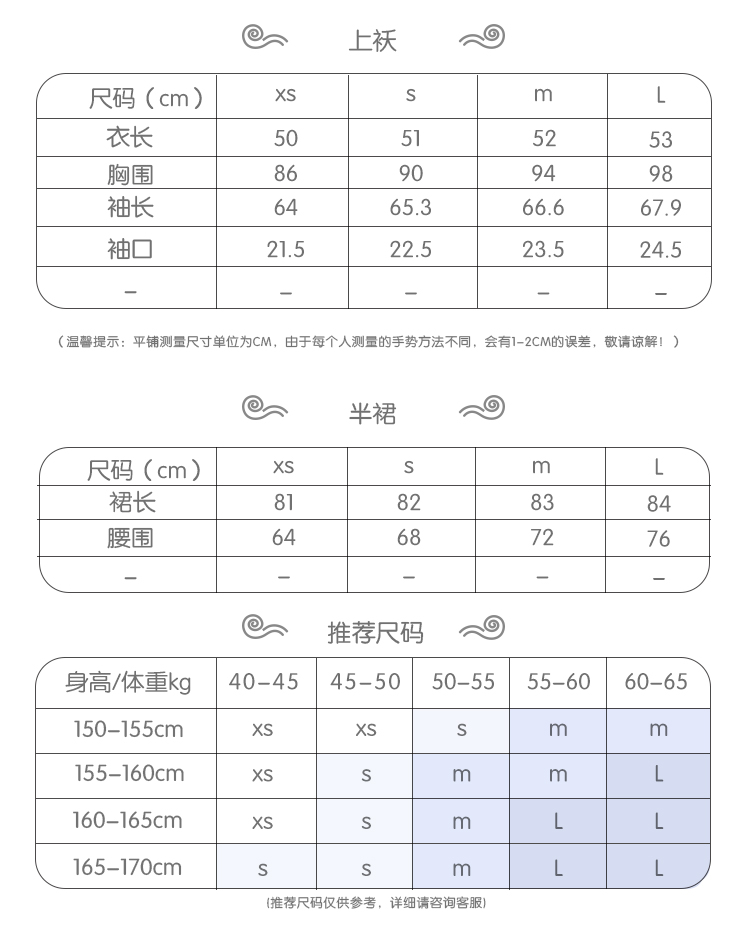 上袄
尺码（cm） xs s m L
衣长 50 51 52 53
胸围 86 90 94 98
袖长 64 65.3 66.6 67.9
袖口 21.5 22.5 23.5 24.5
– – – – –
（温馨提示：平铺测量尺寸单位为CM，由于每个人测量的手势方法不同，会有1-2CM的误差，敬请谅解！）
半裙
尺码（cm） xs s m L
裙长 81 82 83 84
腰围 64 68 72 76
– – – – –
推荐尺码
身高/体重kg 40-45 45-50 50-55 55-60 60-65
150-155cm xs xs s m m
155-160cm xs s m m L
160-165cm xs s m L L
165-170cm s s m L L
(推荐尺码仅供参考，详细请咨询客服)